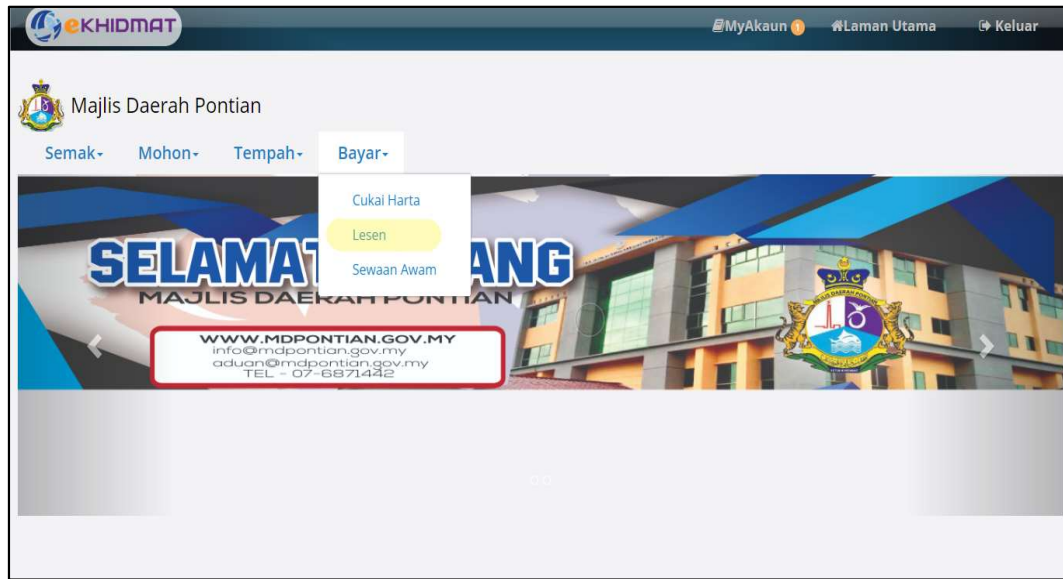 eKHIDMAT
MyAkaun 1 Laman Utama Keluar
Majlis Daerah Pontian
Semak Mohon Tempah Bayar
Cukai Harta
Lesen
Sewaan Awam
SELAMAT ANG
MAJLIS DAERAH PONTIAN
WWW.MDPONTIAN.GOV.MY
info@mdpontian.gov.my
aduan@mdpontian.gov.my
TEL - 07-6871442